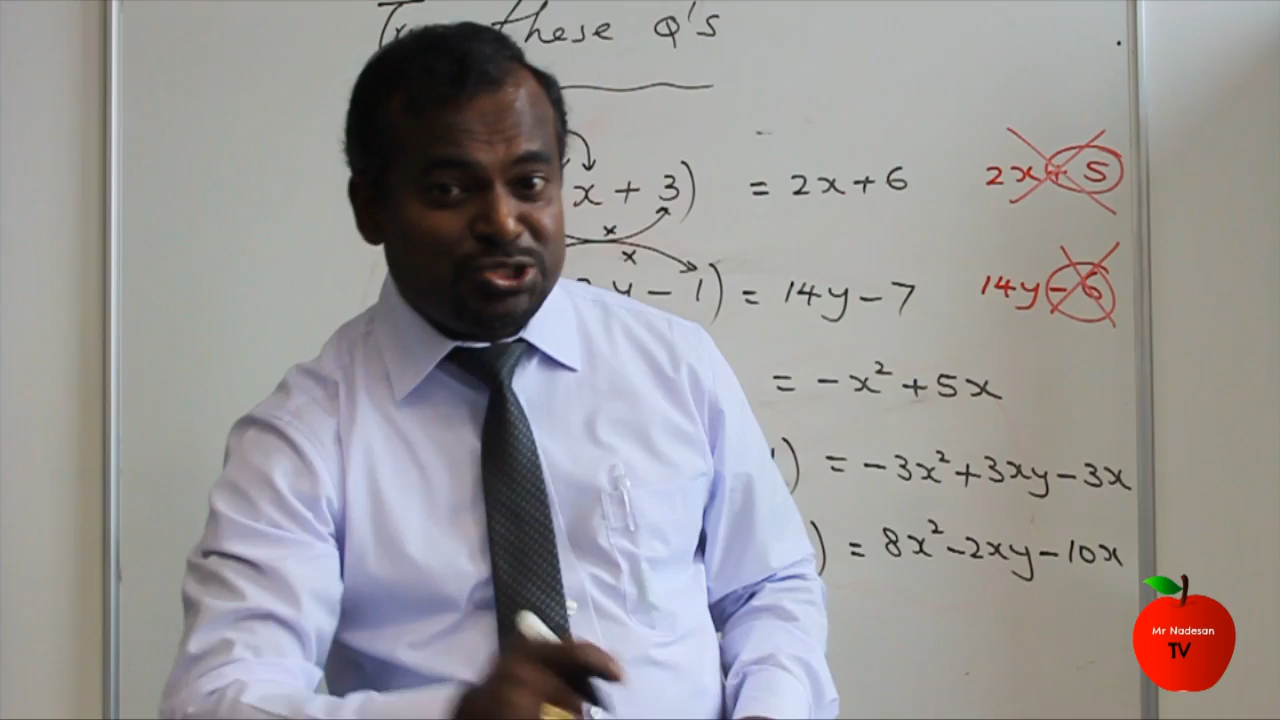 these Q's
x + 3) = 2x + 6 2x 5
y - 1) = 14y - 7 14y - 6
= -x² + 5x
) = -3x² + 3xy - 3x
) = 8x² - 2xy - 10x
Mr Nadesan
TV